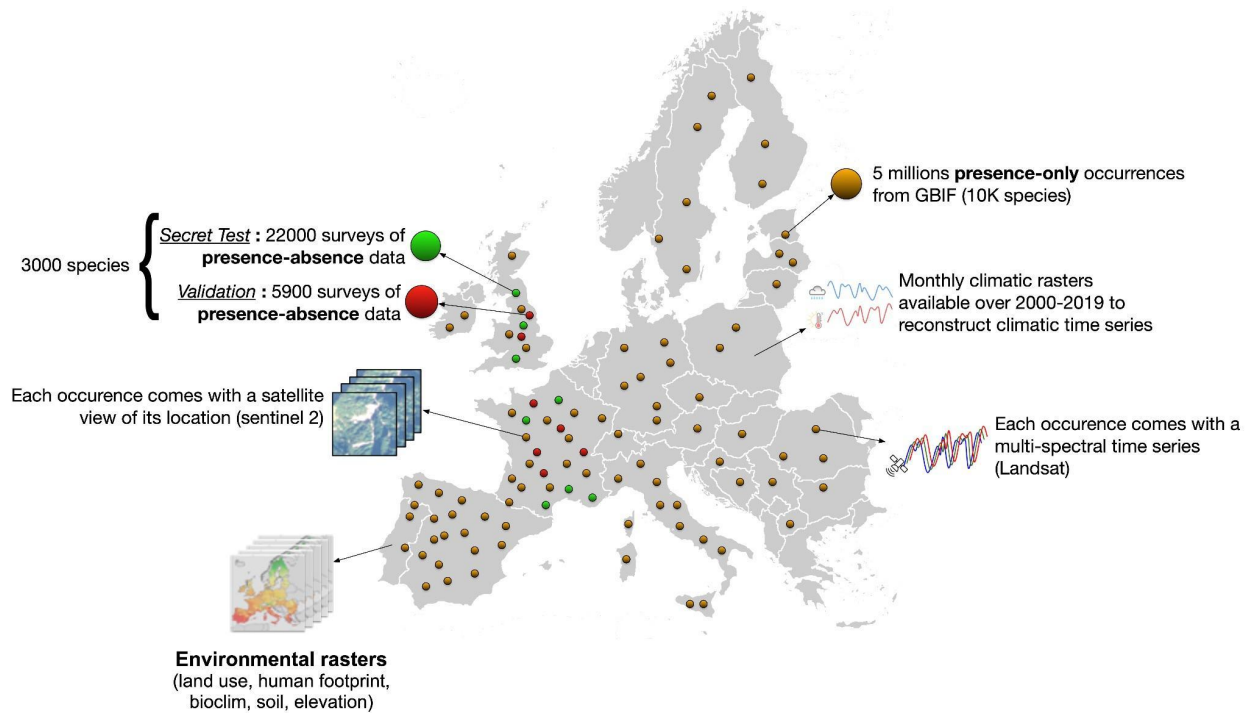 5 millions presence-only occurrences
from GBIF (10K species)
3000 species
Secret Test : 22000 surveys of
presence-absence data
Validation : 5900 surveys of
presence-absence data
Monthly climatic rasters
available over 2000-2019 to
reconstruct climatic time series
Each occurence comes with a satellite
view of its location (sentinel 2)
Each occurence comes with a
multi-spectral time series
(Landsat)
Environmental rasters
(land use, human footprint,
bioclim, soil, elevation)